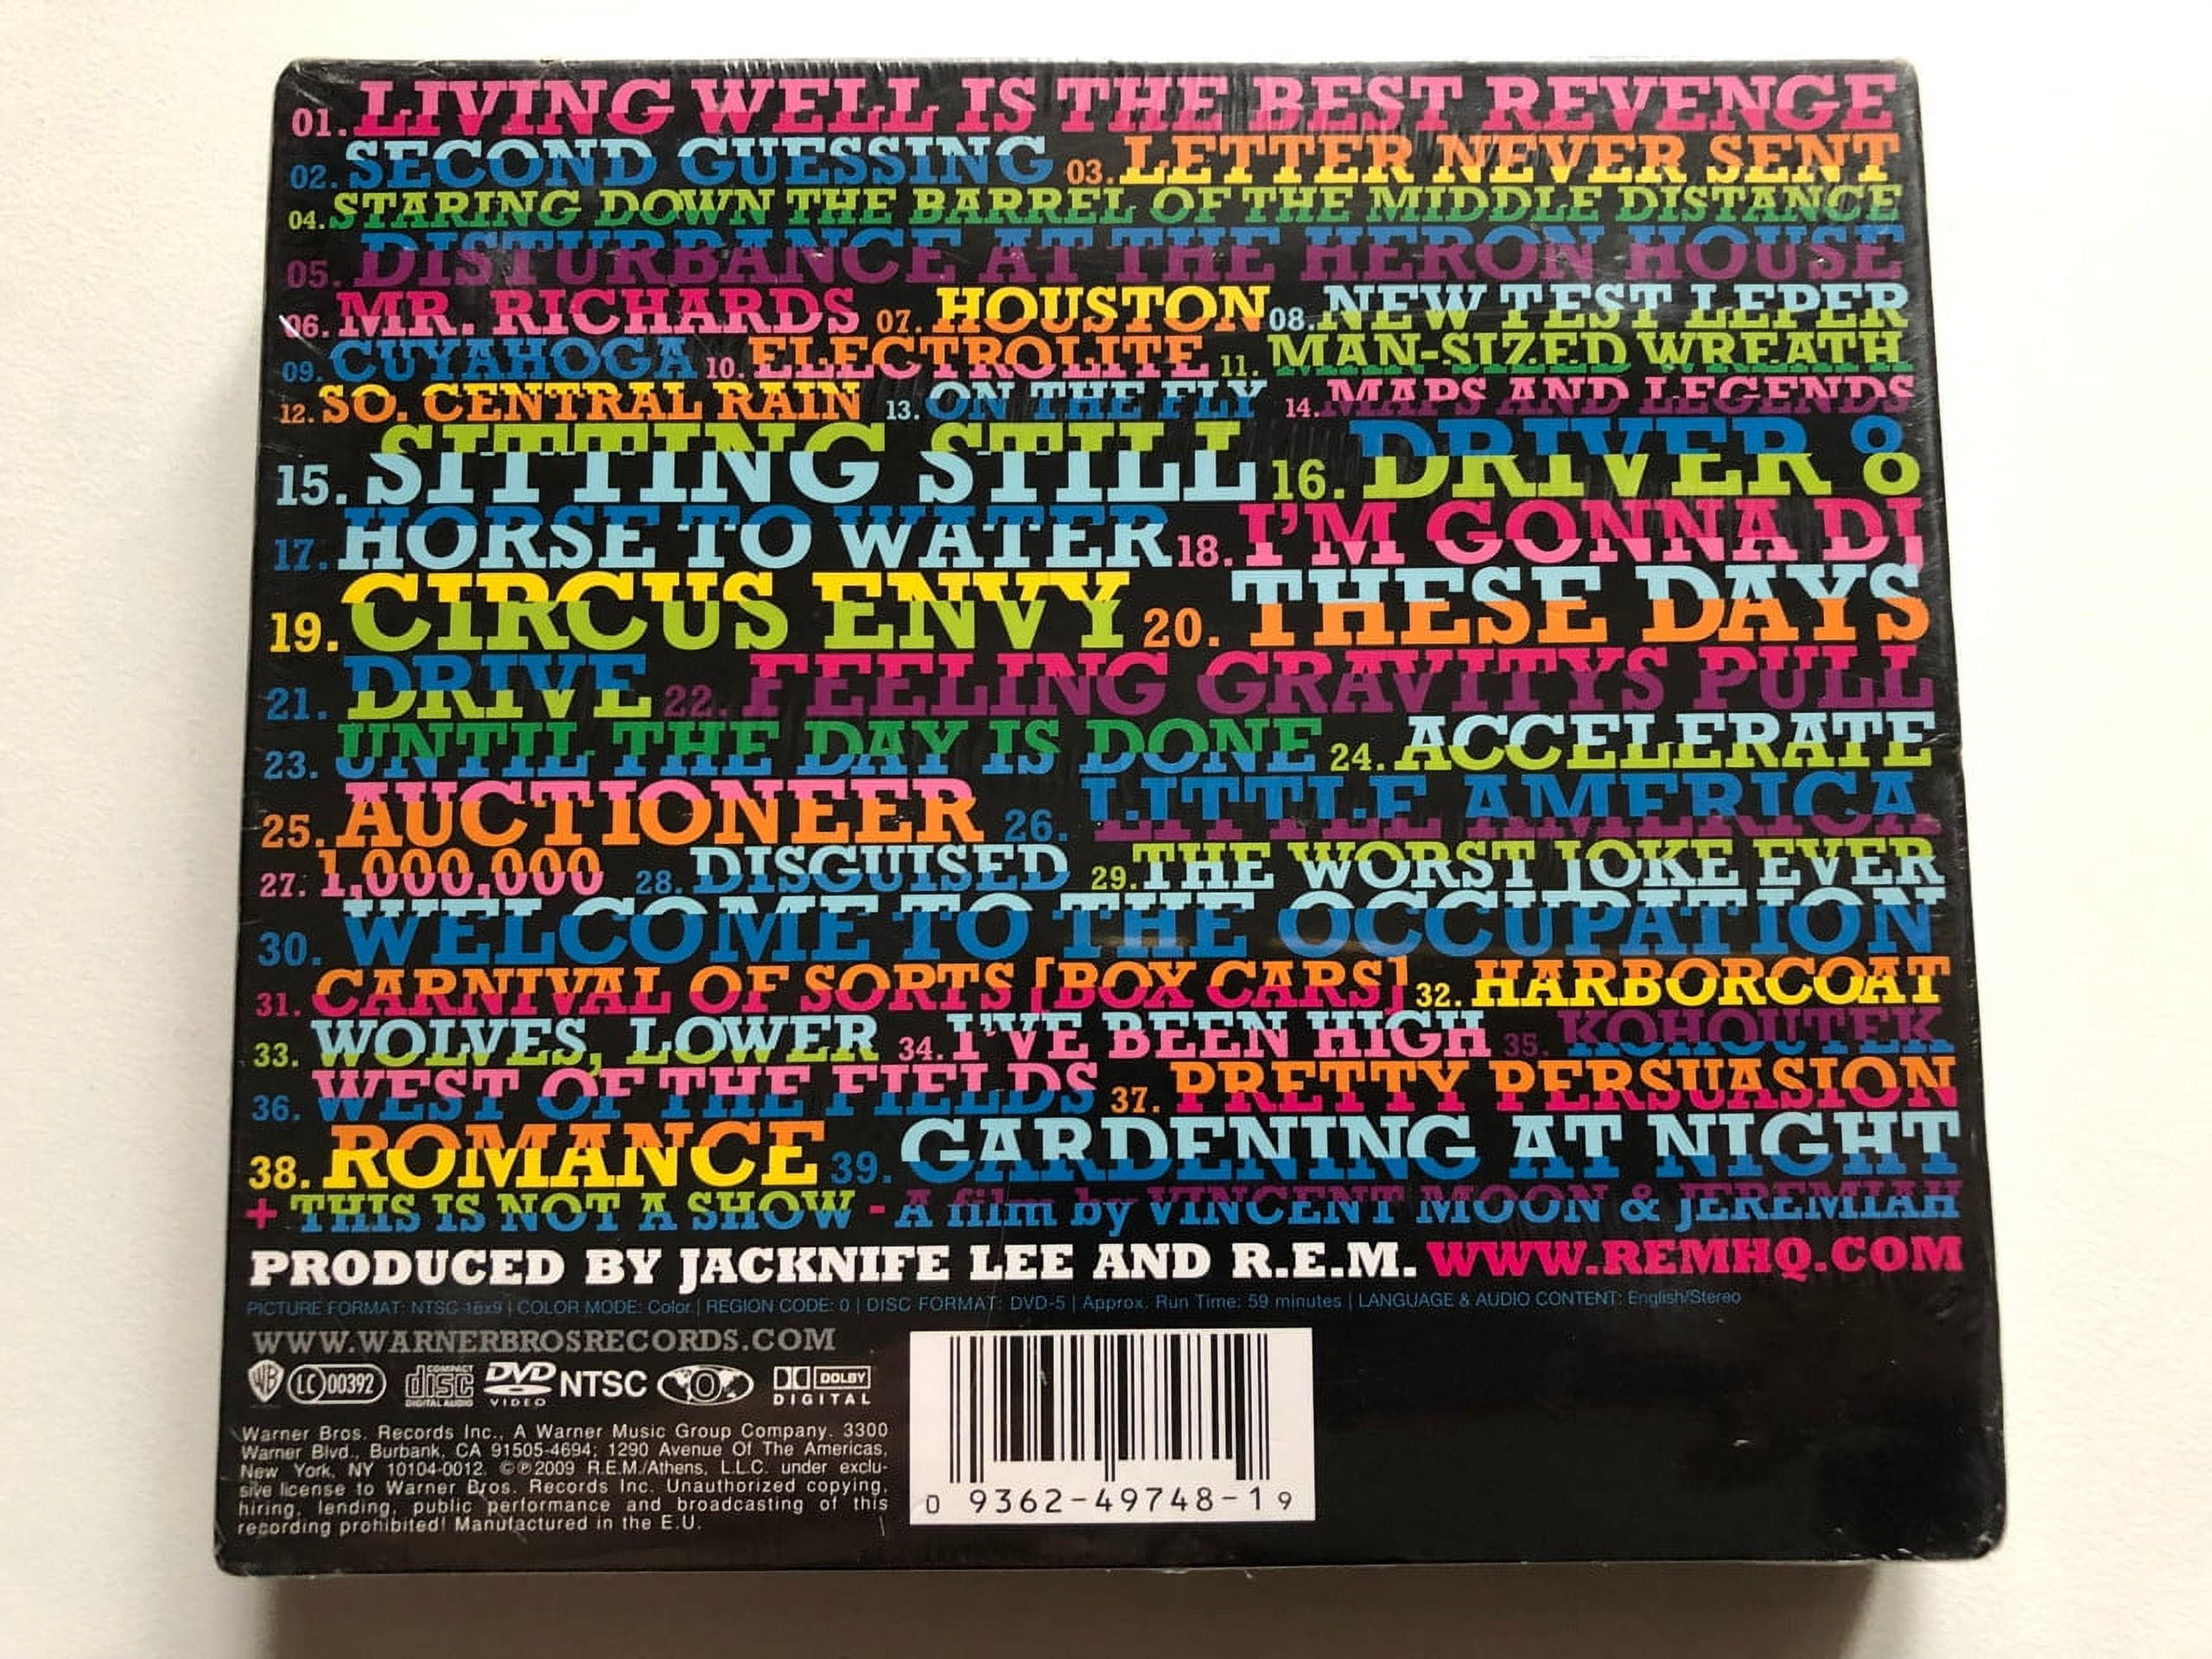 01. LIVING WELL IS THE BEST REVENGE
02. SECOND GUESSING 03. LETTER NEVER SENT
04. STARING DOWN THE BARREL OF THE MIDDLE DISTANCE
05. DISTURBANCE AT THE HERON HOUSE
06. MR. RICHARDS 07. HOUSTON 08. NEW TEST LEPER
09. CUYAHOGA 10. ELECTROLITE 11. MAN-SIZED WREATH
12. SO. CENTRAL RAIN 13. ON THE FLY 14. MAPS AND LEGENDS
15. SITTING STILL 16. DRIVER 8
17. HORSE TO WATER 18. I'M GONNA DJ
19. CIRCUS ENVY 20. THESE DAYS
21. DRIVE 22. FEELING GRAVITYS PULL
23. UNTIL THE DAY IS DONE 24. ACCELERATE
25. AUCTIONEER 26. LITTLE AMERICA
27. 1,000,000 28. DISGUISED 29. THE WORST JOKE EVER
30. WELCOME TO THE OCCUPATION
31. CARNIVAL OF SORTS [BOX CARS] 32. HARBORCOAT
33. WOLVES, LOWER 34. I'VE BEEN HIGH 35. KOHOUTEK
36. WEST OF THE FIELDS 37. PRETTY PERSUASION
38. ROMANCE 39. GARDENING AT NIGHT
+ THIS IS NOT A SHOW - A film by VINCENT MOON & JEREMIAH
PRODUCED BY JACKNIFE LEE AND R.E.M. WWW.REMHQ.COM
PICTURE FORMAT: NTSC 16x9 | COLOR MODE: Color | REGION CODE: 0 | DISC FORMAT: DVD-5 | Approx. Run Time: 59 minutes | LANGUAGE & AUDIO CONTENT: English/Stereo
WWW.WARNERBROSRECORDS.COM
WB LC 00392 COMPACT disc DIGITAL AUDIO DVD VIDEO NTSC 0 DOLBY DIGITAL
Warner Bros. Records Inc., A Warner Music Group Company. 3300
Warner Blvd., Burbank, CA 91505-4694; 1290 Avenue Of The Americas,
New York, NY 10104-0012. ©℗2009 R.E.M./Athens, L.L.C. under exclu-
sive license to Warner Bros. Records Inc. Unauthorized copying,
hiring, lending, public performance and broadcasting of this
recording prohibited! Manufactured in the E.U.
0 9362-49748-1 9